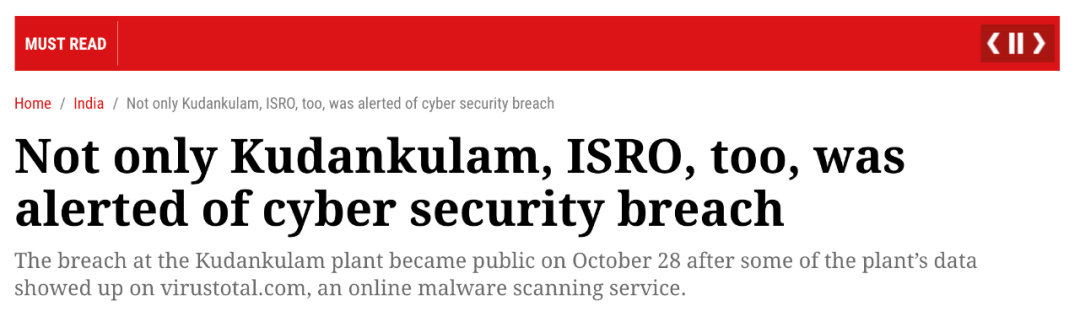 MUST READ
Home / India / Not only Kudankulam, ISRO, too, was alerted of cyber security breach
Not only Kudankulam, ISRO, too, was
alerted of cyber security breach
The breach at the Kudankulam plant became public on October 28 after some of the plant’s data
showed up on virustotal.com, an online malware scanning service.